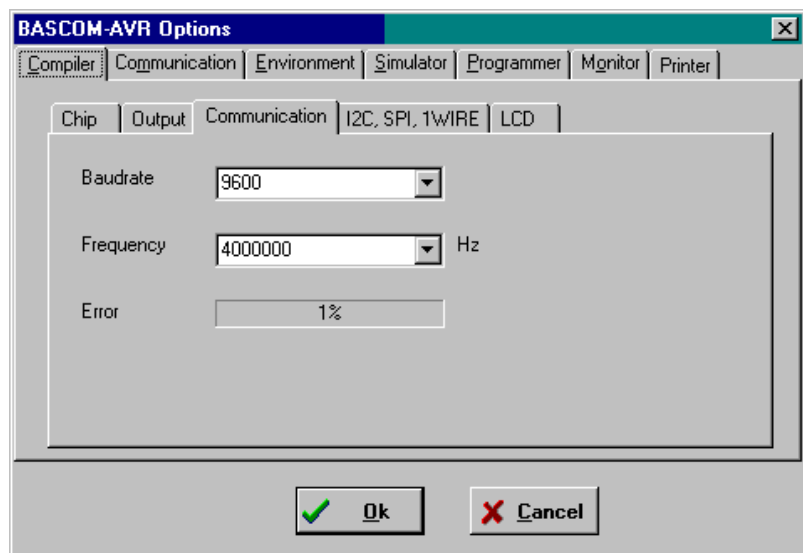 BASCOM-AVR Options
Compiler Communication Environment Simulator Programmer Monitor Printer
Chip Output Communication I2C, SPI, 1WIRE LCD
Baudrate 9600
Frequency 4000000 Hz
Error 1%
Ok Cancel